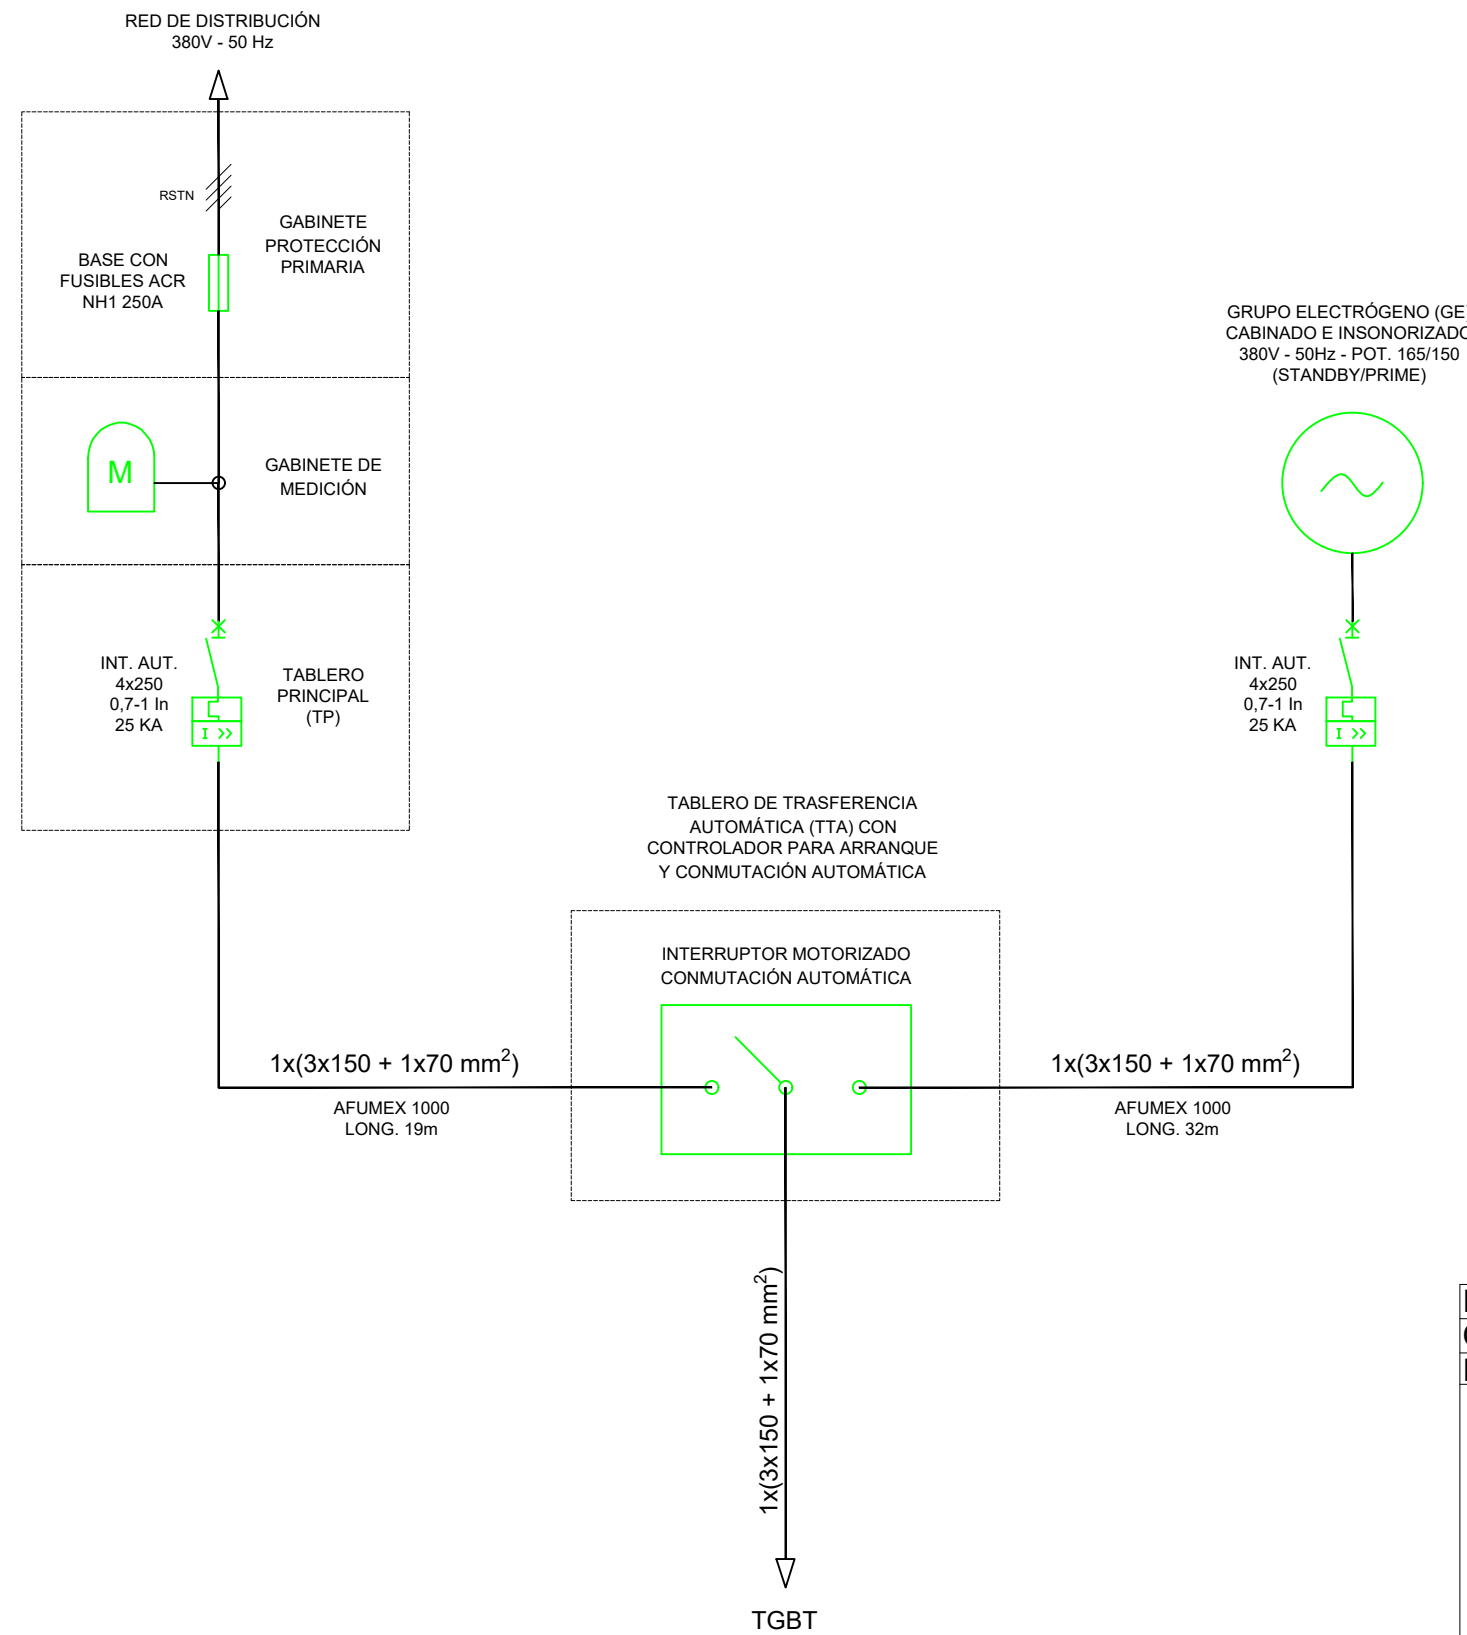 RED DE DISTRIBUCIÓN
380V - 50 Hz
RSTN
GABINETE
PROTECCIÓN
PRIMARIA
BASE CON
FUSIBLES ACR
NH1 250A
M
GABINETE DE
MEDICIÓN
INT. AUT.
4x250
0,7-1 In
25 KA
I >>
TABLERO
PRINCIPAL
(TP)
GRUPO ELECTRÓGENO (GE)
CABINADO E INSONORIZADO
380V - 50Hz - POT. 165/150
(STANDBY/PRIME)
INT. AUT.
4x250
0,7-1 In
25 KA
I >>
TABLERO DE TRASFERENCIA
AUTOMÁTICA (TTA) CON
CONTROLADOR PARA ARRANQUE
Y CONMUTACIÓN AUTOMÁTICA
INTERRUPTOR MOTORIZADO
CONMUTACIÓN AUTOMÁTICA
1x(3x150 + 1x70 mm²)
AFUMEX 1000
LONG. 19m
1x(3x150 + 1x70 mm²)
AFUMEX 1000
LONG. 32m
1x(3x150 + 1x70 mm²)
TGBT